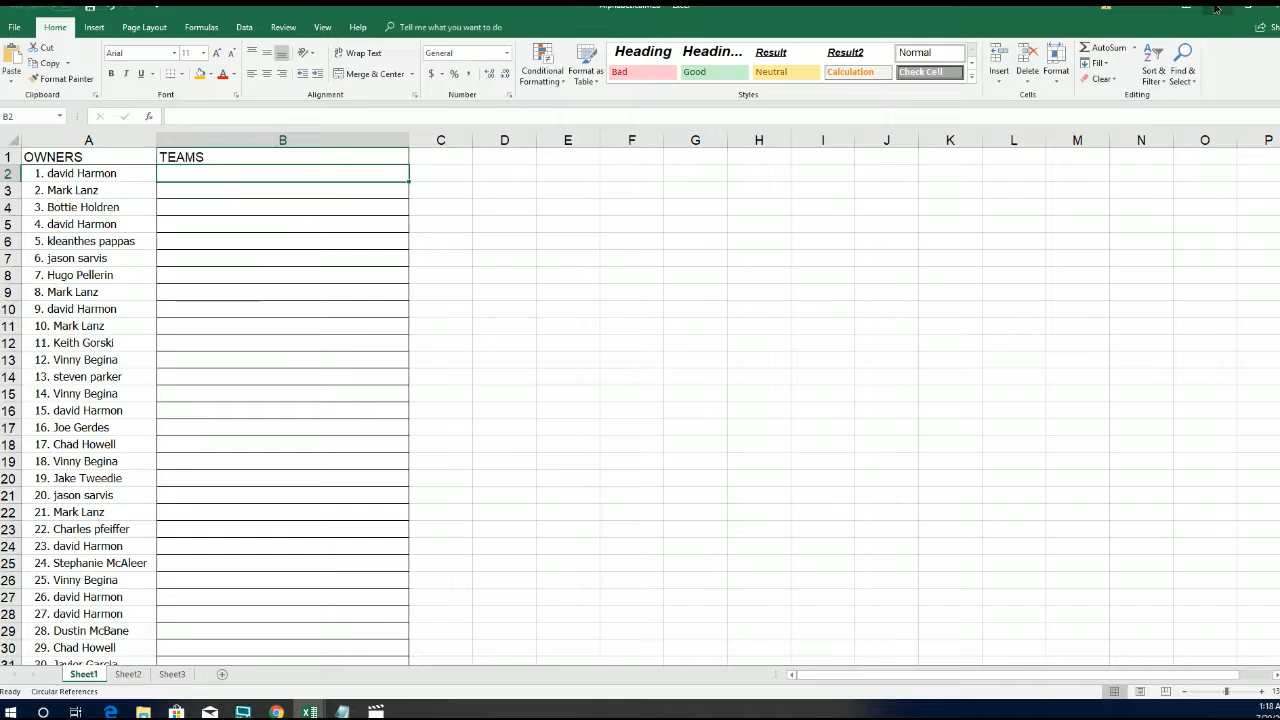 File Home Insert Page Layout Formulas Data Review View Tell me what you want to do
Cut
Copy
Format Painter
Paste
Clipboard
Arial 11
B I U
Font
Wrap Text
Merge & Center
Alignment
General
$ % ,
Number
Conditional Formatting
Format as Table
Heading Headin... Result Result2 Normal
Bad Good Neutral Calculation Check Cell
Styles
Insert Delete Format
Cells
AutoSum
Fill
Clear
Sort & Filter
Find & Select
Editing
B2 fx
A B C D E F G H I J K L M N O P
1 OWNERS TEAMS
2 1. david Harmon
3 2. Mark Lanz
4 3. Bottie Holdren
5 4. david Harmon
6 5. kleanthes pappas
7 6. jason sarvis
8 7. Hugo Pellerin
9 8. Mark Lanz
10 9. david Harmon
11 10. Mark Lanz
12 11. Keith Gorski
13 12. Vinny Begina
14 13. steven parker
15 14. Vinny Begina
16 15. david Harmon
17 16. Joe Gerdes
18 17. Chad Howell
19 18. Vinny Begina
20 19. Jake Tweedie
21 20. jason sarvis
22 21. Mark Lanz
23 22. Charles pfeiffer
24 23. david Harmon
25 24. Stephanie McAleer
26 25. Vinny Begina
27 26. david Harmon
28 27. david Harmon
29 28. Dustin McBane
30 29. Chad Howell
31 30. Javier Garcia
Sheet1 Sheet2 Sheet3
Ready Circular References
1:18